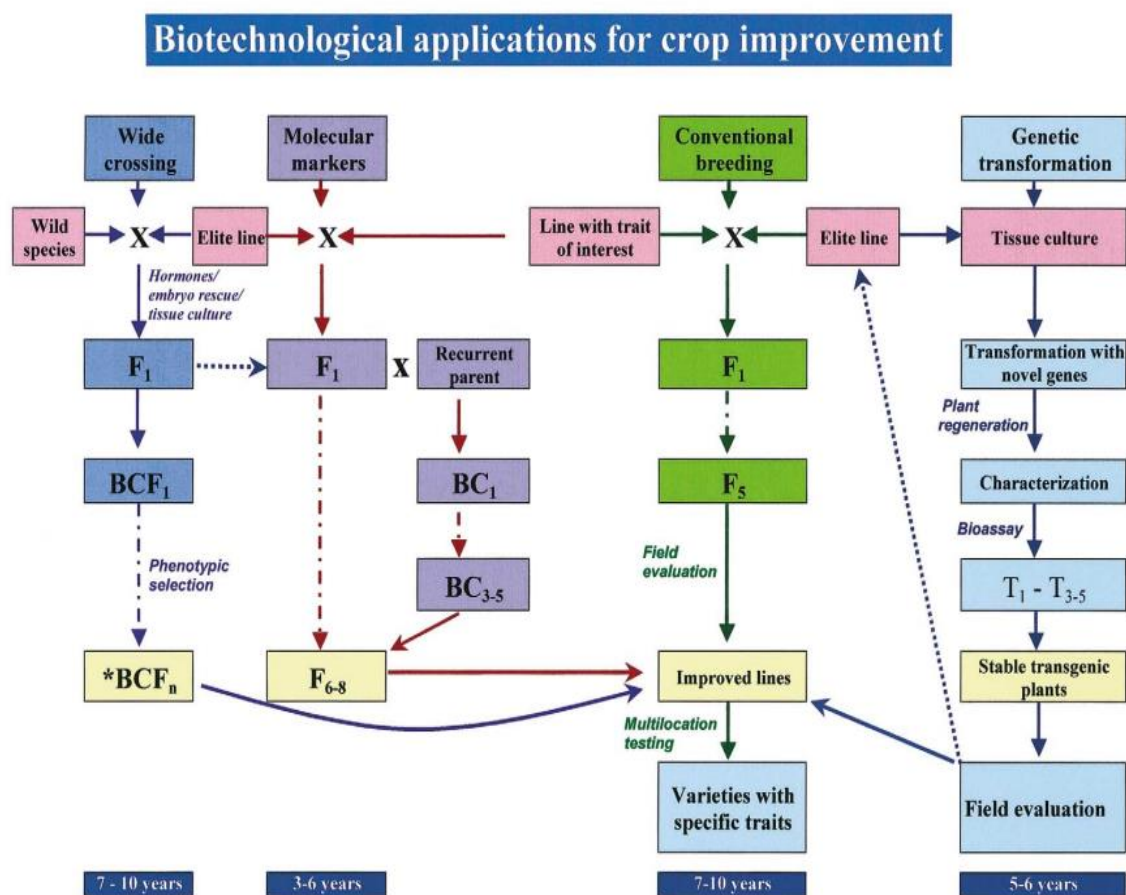 Biotechnological applications for crop improvement
Wide
crossing
Molecular
markers
Conventional
breeding
Genetic
transformation
Wild
species
X
Elite line
X
Line with trait
of interest
X
Elite line
Tissue culture
Hormones/
embryo rescue/
tissue culture
F₁
F₁
x
Recurrent
parent
F₁
Transformation with
novel genes
Plant
regeneration
BCF₁
BC₁
F₅
Characterization
Phenotypic
selection
Field
evaluation
Bioassay
BC₃₋₅
T₁ - T₃₋₅
*BCFₙ
F₆₋₈
Improved lines
Stable transgenic
plants
Multilocation
testing
Varieties with
specific traits
Field evaluation
7 - 10 years
3-6 years
7-10 years
5-6 years